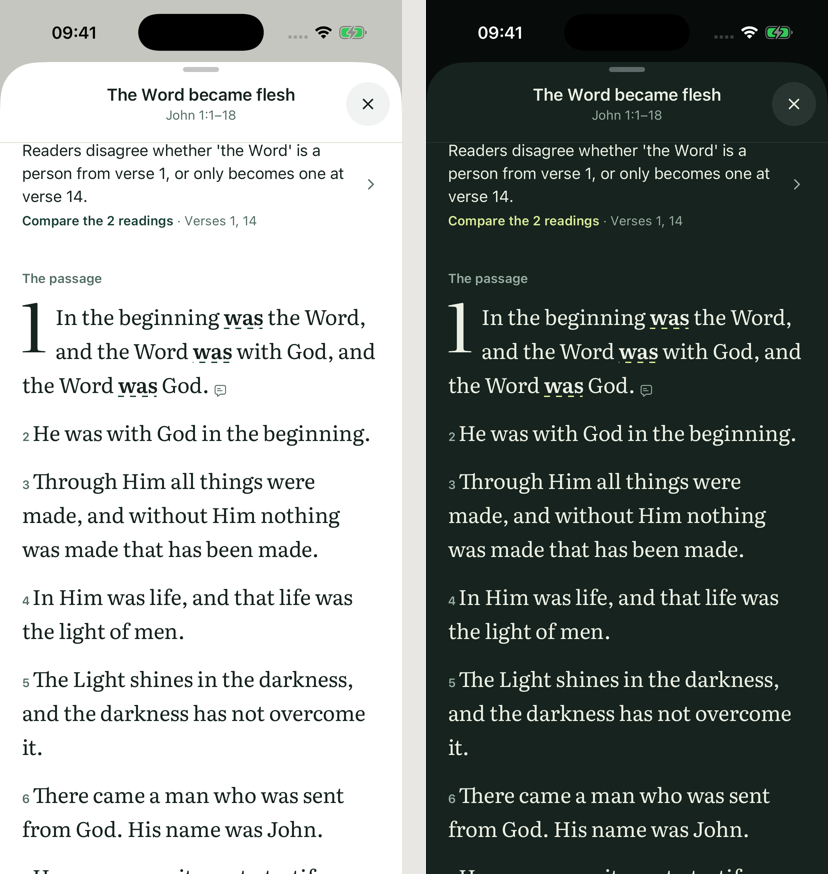 09:41
The Word became flesh
John 1:1–18
Readers disagree whether 'the Word' is a
person from verse 1, or only becomes one at
verse 14.
Compare the 2 readings · Verses 1, 14
The passage
1 In the beginning was the Word,
and the Word was with God, and
the Word was God.
2 He was with God in the beginning.
3 Through Him all things were
made, and without Him nothing
was made that has been made.
4 In Him was life, and that life was
the light of men.
5 The Light shines in the darkness,
and the darkness has not overcome
it.
6 There came a man who was sent
from God. His name was John.
09:41
The Word became flesh
John 1:1–18
Readers disagree whether 'the Word' is a
person from verse 1, or only becomes one at
verse 14.
Compare the 2 readings · Verses 1, 14
The passage
1 In the beginning was the Word,
and the Word was with God, and
the Word was God.
2 He was with God in the beginning.
3 Through Him all things were
made, and without Him nothing
was made that has been made.
4 In Him was life, and that life was
the light of men.
5 The Light shines in the darkness,
and the darkness has not overcome
it.
6 There came a man who was sent
from God. His name was John.